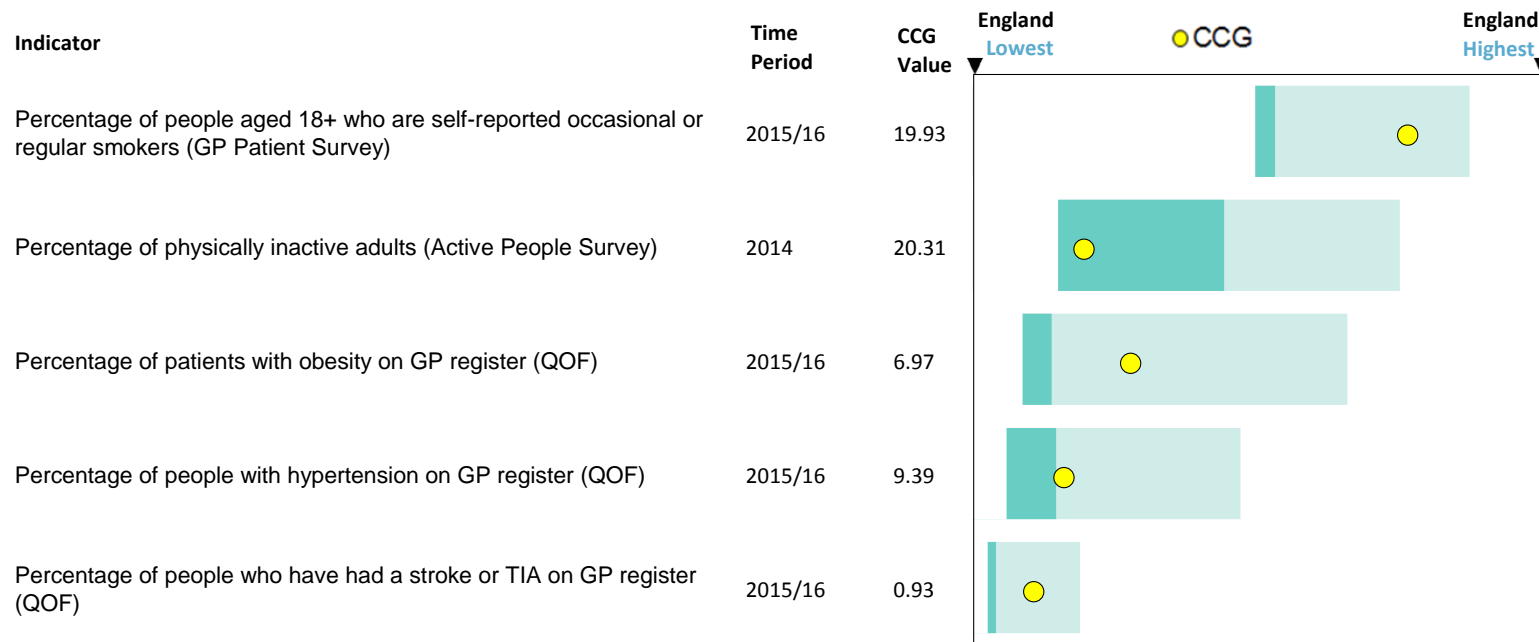 Indicator
Time
Period
CCG
Value
England
Lowest
CCG
England
Highest
Percentage of people aged 18+ who are self-reported occasional or
regular smokers (GP Patient Survey)
2015/16
19.93
Percentage of physically inactive adults (Active People Survey)
2014
20.31
Percentage of patients with obesity on GP register (QOF)
2015/16
6.97
Percentage of people with hypertension on GP register (QOF)
2015/16
9.39
Percentage of people who have had a stroke or TIA on GP register
(QOF)
2015/16
0.93